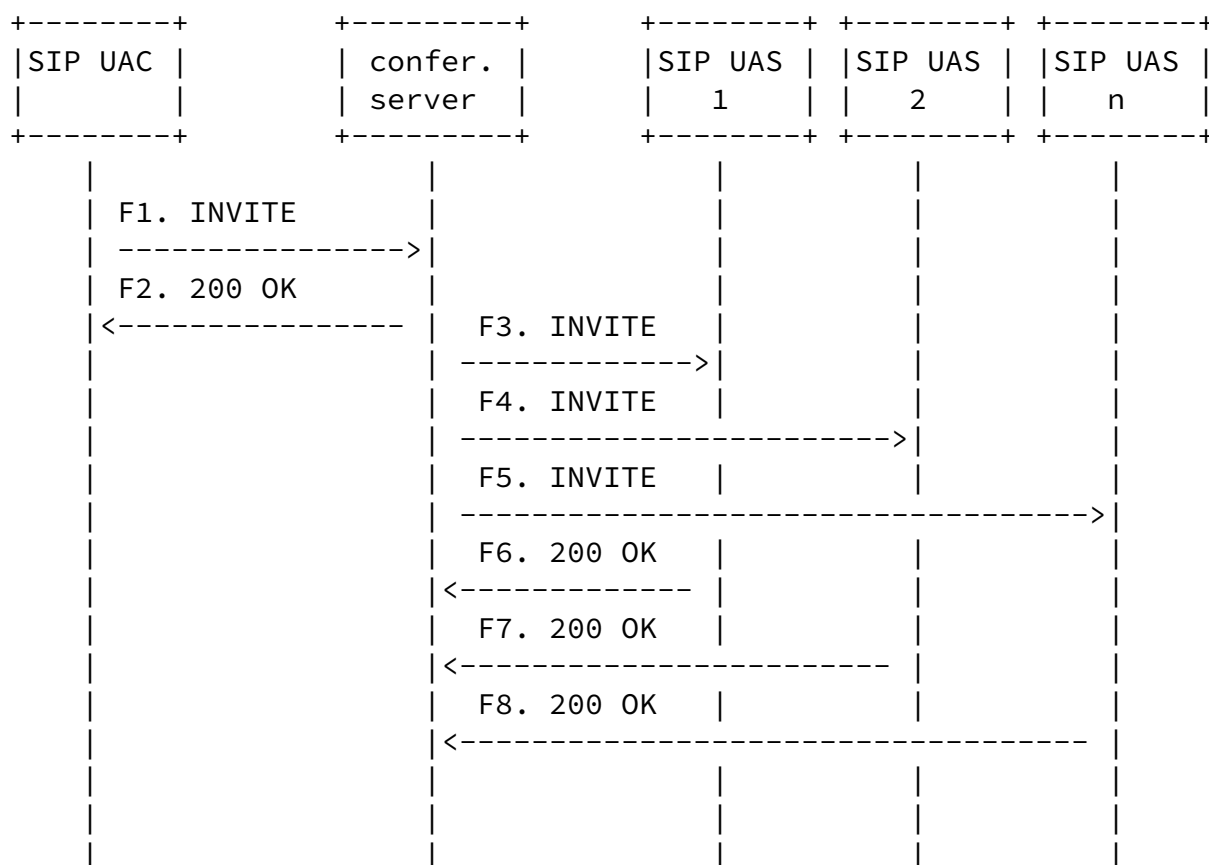 SIP UAC confer. SIP UAS SIP UAS SIP UAS
server 1 2 n
F1. INVITE
F2. 200 OK
F3. INVITE
F4. INVITE
F5. INVITE
F6. 200 OK
F7. 200 OK
F8. 200 OK